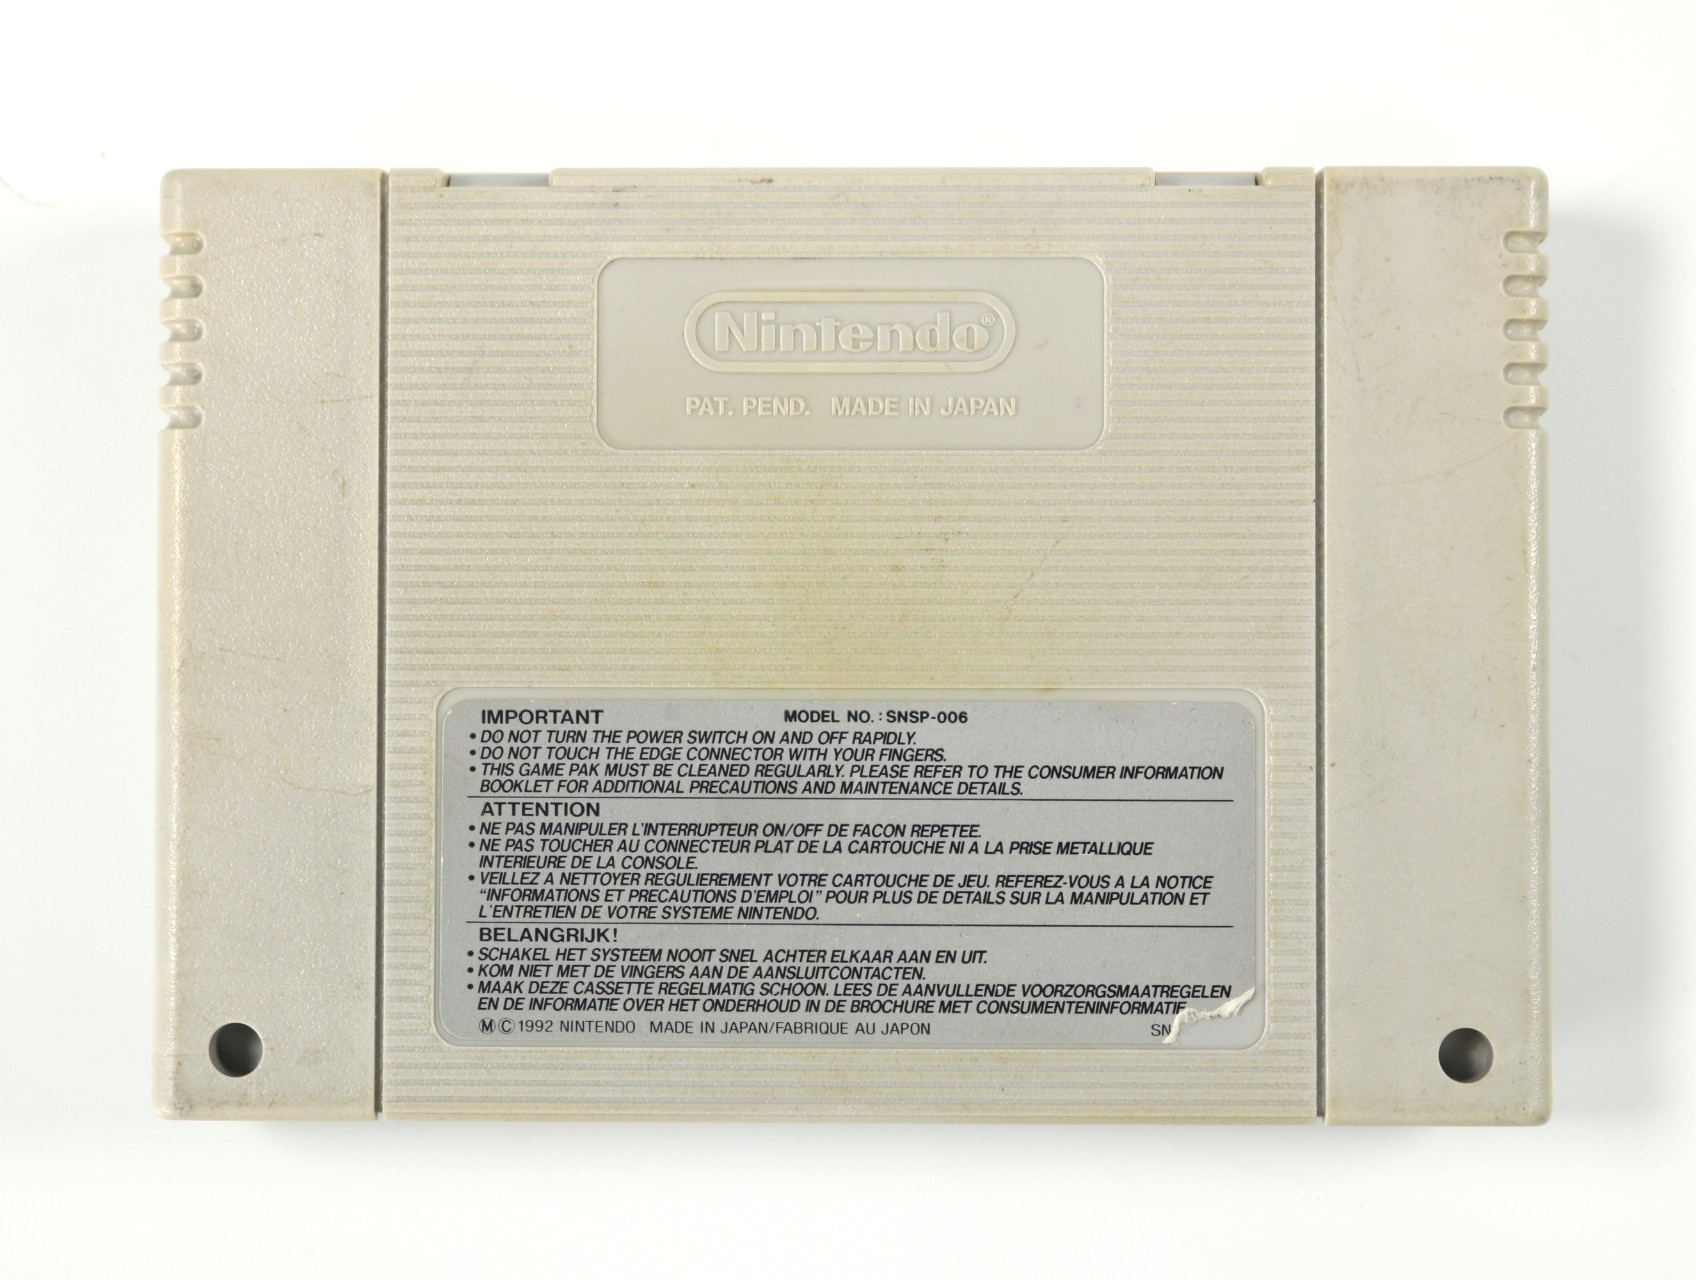 Nintendo®
PAT. PEND. MADE IN JAPAN
IMPORTANT MODEL NO. : SNSP-006
• DO NOT TURN THE POWER SWITCH ON AND OFF RAPIDLY.
• DO NOT TOUCH THE EDGE CONNECTOR WITH YOUR FINGERS.
• THIS GAME PAK MUST BE CLEANED REGULARLY. PLEASE REFER TO THE CONSUMER INFORMATION
BOOKLET FOR ADDITIONAL PRECAUTIONS AND MAINTENANCE DETAILS.
ATTENTION
• NE PAS MANIPULER L'INTERRUPTEUR ON/OFF DE FACON REPETEE.
• NE PAS TOUCHER AU CONNECTEUR PLAT DE LA CARTOUCHE NI A LA PRISE METALLIQUE
INTERIEURE DE LA CONSOLE.
• VEILLEZ A NETTOYER REGULIEREMENT VOTRE CARTOUCHE DE JEU. REFEREZ-VOUS A LA NOTICE
“INFORMATIONS ET PRECAUTIONS D'EMPLOI” POUR PLUS DE DETAILS SUR LA MANIPULATION ET
L'ENTRETIEN DE VOTRE SYSTEME NINTENDO.
BELANGRIJK!
• SCHAKEL HET SYSTEEM NOOIT SNEL ACHTER ELKAAR AAN EN UIT.
• KOM NIET MET DE VINGERS AAN DE AANSLUITCONTACTEN.
• MAAK DEZE CASSETTE REGELMATIG SCHOON. LEES DE AANVULLENDE VOORZORGSMAATREGELEN
EN DE INFORMATIE OVER HET ONDERHOUD IN DE BROCHURE MET CONSUMENTENINFORMATIE
Ⓜ©1992 NINTENDO MADE IN JAPAN/FABRIQUE AU JAPON SN